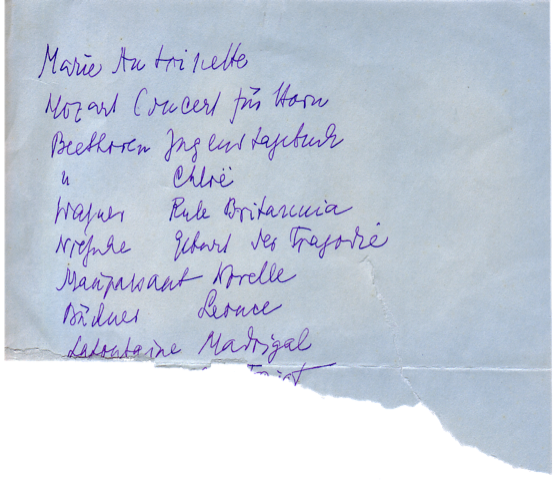 Marie Antoinette
Mozart Concert für Horn
Beethoven Jugendtagebuch
" Chloë
Wagner Rule Britannia
Nietzsche Geburt der Tragödie
Maupassant Novelle
Büchner Leonce
Lafontaine Madrigal